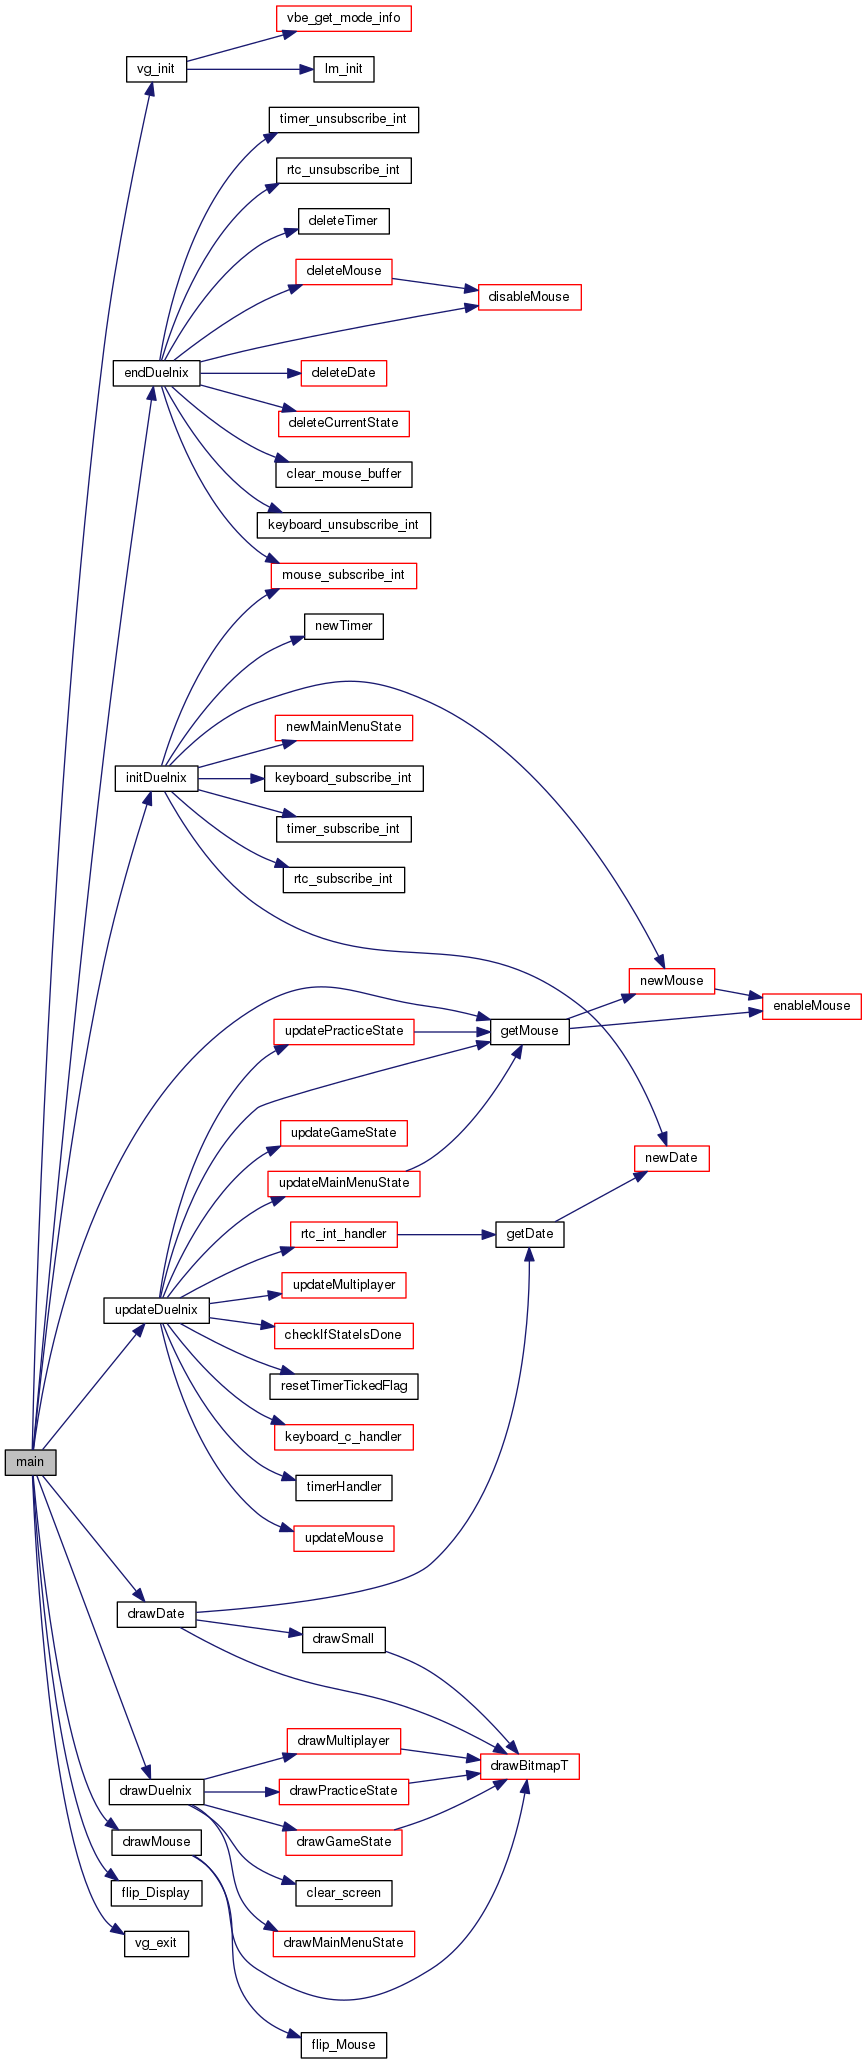 vbe_get_mode_info
vg_init
lm_init
timer_unsubscribe_int
rtc_unsubscribe_int
deleteTimer
deleteMouse
disableMouse
endDuelnix
deleteDate
deleteCurrentState
clear_mouse_buffer
keyboard_unsubscribe_int
mouse_subscribe_int
newTimer
newMainMenuState
initDuelnix
keyboard_subscribe_int
timer_subscribe_int
rtc_subscribe_int
newMouse
enableMouse
updatePracticeState
getMouse
updateGameState
newDate
updateMainMenuState
rtc_int_handler
getDate
updateMultiplayer
updateDuelnix
checkIfStateIsDone
resetTimerTickedFlag
keyboard_c_handler
main
timerHandler
updateMouse
drawDate
drawSmall
drawMultiplayer
drawBitmapT
drawDuelnix
drawPracticeState
drawMouse
drawGameState
flip_Display
clear_screen
vg_exit
drawMainMenuState
flip_Mouse